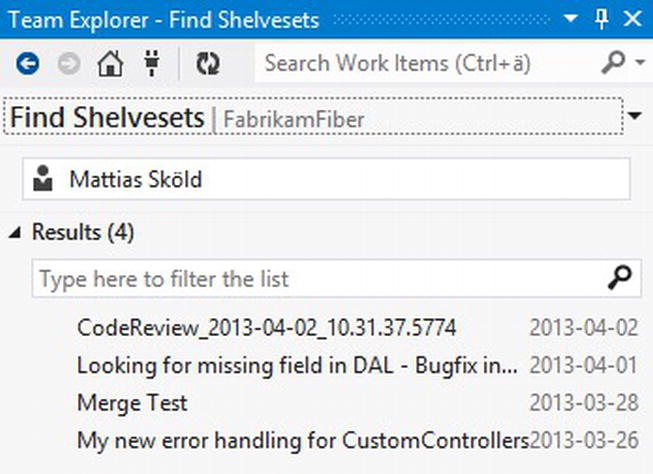 Team Explorer - Find Shelvesets
Search Work Items (Ctrl+ä)
Find Shelvesets | FabrikamFiber
Mattias Sköld
Results (4)
Type here to filter the list
CodeReview_2013-04-02_10.31.37.5774 2013-04-02
Looking for missing field in DAL - Bugfix in... 2013-04-01
Merge Test 2013-03-28
My new error handling for CustomControllers 2013-03-26